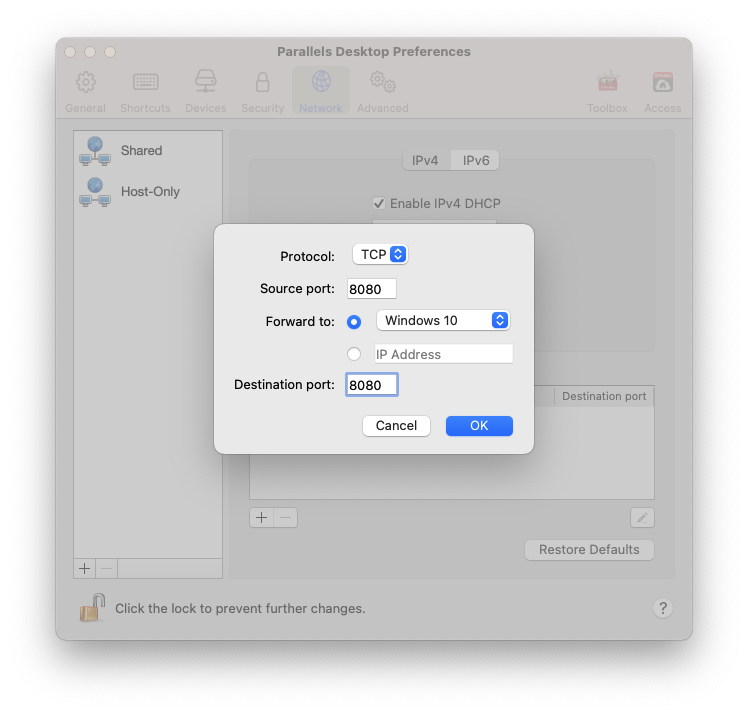 Parallels Desktop Preferences
General Shortcuts Devices Security Network Advanced Toolbox Access
Shared
Host-Only
IPv4 IPv6
Enable IPv4 DHCP
Protocol: TCP
Source port: 8080
Forward to: Windows 10
IP Address
Destination port: 8080
Destination port
Cancel OK
Restore Defaults
Click the lock to prevent further changes.
?